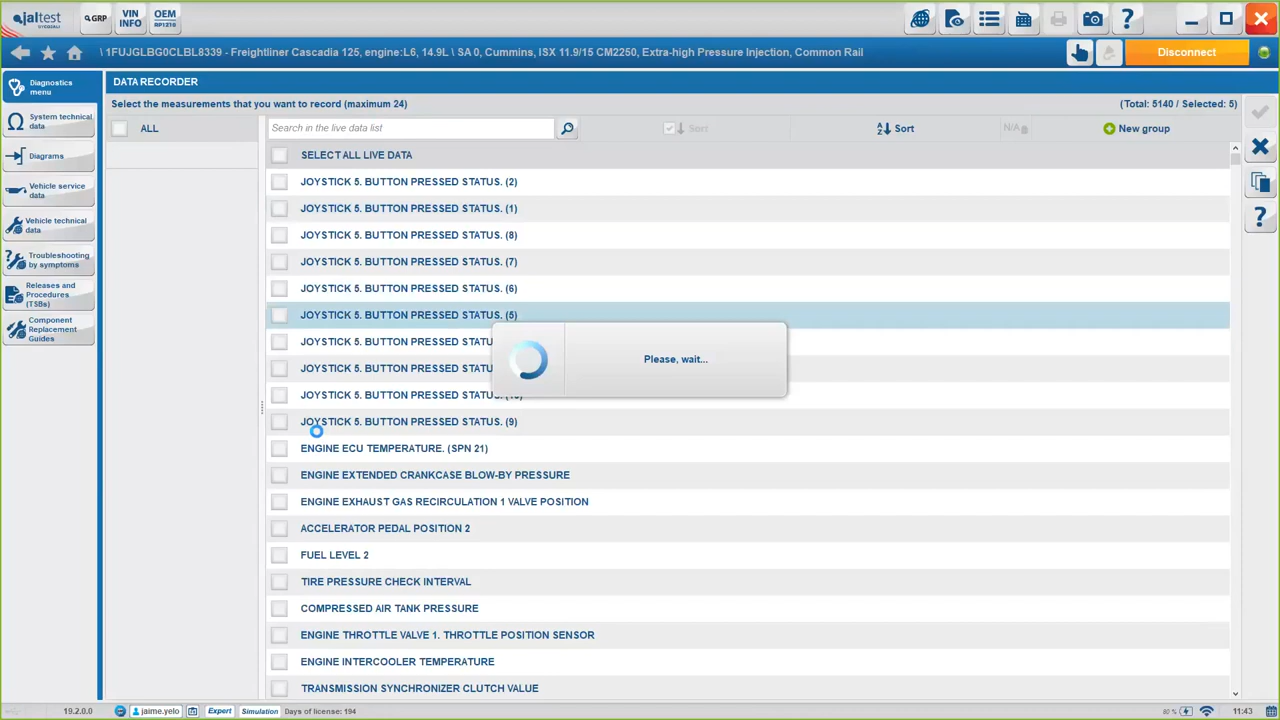 jaltest
BY COJALI
GRP
VIN
INFO
OEM
RP1210
\ 1FUJGLBG0CLBL8339 - Freightliner Cascadia 125, engine:L6, 14.9L \ SA 0, Cummins, ISX 11.9/15 CM2250, Extra-high Pressure Injection, Common Rail
Disconnect
Diagnostics
menu
System technical
data
Diagrams
Vehicle service
data
Vehicle technical
data
Troubleshooting
by symptoms
Releases and
Procedures
(TSBs)
Component
Replacement
Guides
DATA RECORDER
Select the measurements that you want to record (maximum 24)
(Total: 5140 / Selected: 5)
ALL
Search in the live data list
Sort
Sort
N/A
New group
SELECT ALL LIVE DATA
JOYSTICK 5. BUTTON PRESSED STATUS. (2)
JOYSTICK 5. BUTTON PRESSED STATUS. (1)
JOYSTICK 5. BUTTON PRESSED STATUS. (8)
JOYSTICK 5. BUTTON PRESSED STATUS. (7)
JOYSTICK 5. BUTTON PRESSED STATUS. (6)
JOYSTICK 5. BUTTON PRESSED STATUS. (5)
JOYSTICK 5. BUTTON PRESSED STATU
Please, wait...
JOYSTICK 5. BUTTON PRESSED STATU
JOYSTICK 5. BUTTON PRESSED STATUS.
JOYSTICK 5. BUTTON PRESSED STATUS. (9)
ENGINE ECU TEMPERATURE. (SPN 21)
ENGINE EXTENDED CRANKCASE BLOW-BY PRESSURE
ENGINE EXHAUST GAS RECIRCULATION 1 VALVE POSITION
ACCELERATOR PEDAL POSITION 2
FUEL LEVEL 2
TIRE PRESSURE CHECK INTERVAL
COMPRESSED AIR TANK PRESSURE
ENGINE THROTTLE VALVE 1. THROTTLE POSITION SENSOR
ENGINE INTERCOOLER TEMPERATURE
TRANSMISSION SYNCHRONIZER CLUTCH VALUE
19.2.0.0
jaime.yelo
Expert
Simulation
Days of license: 194
80 %
11:43